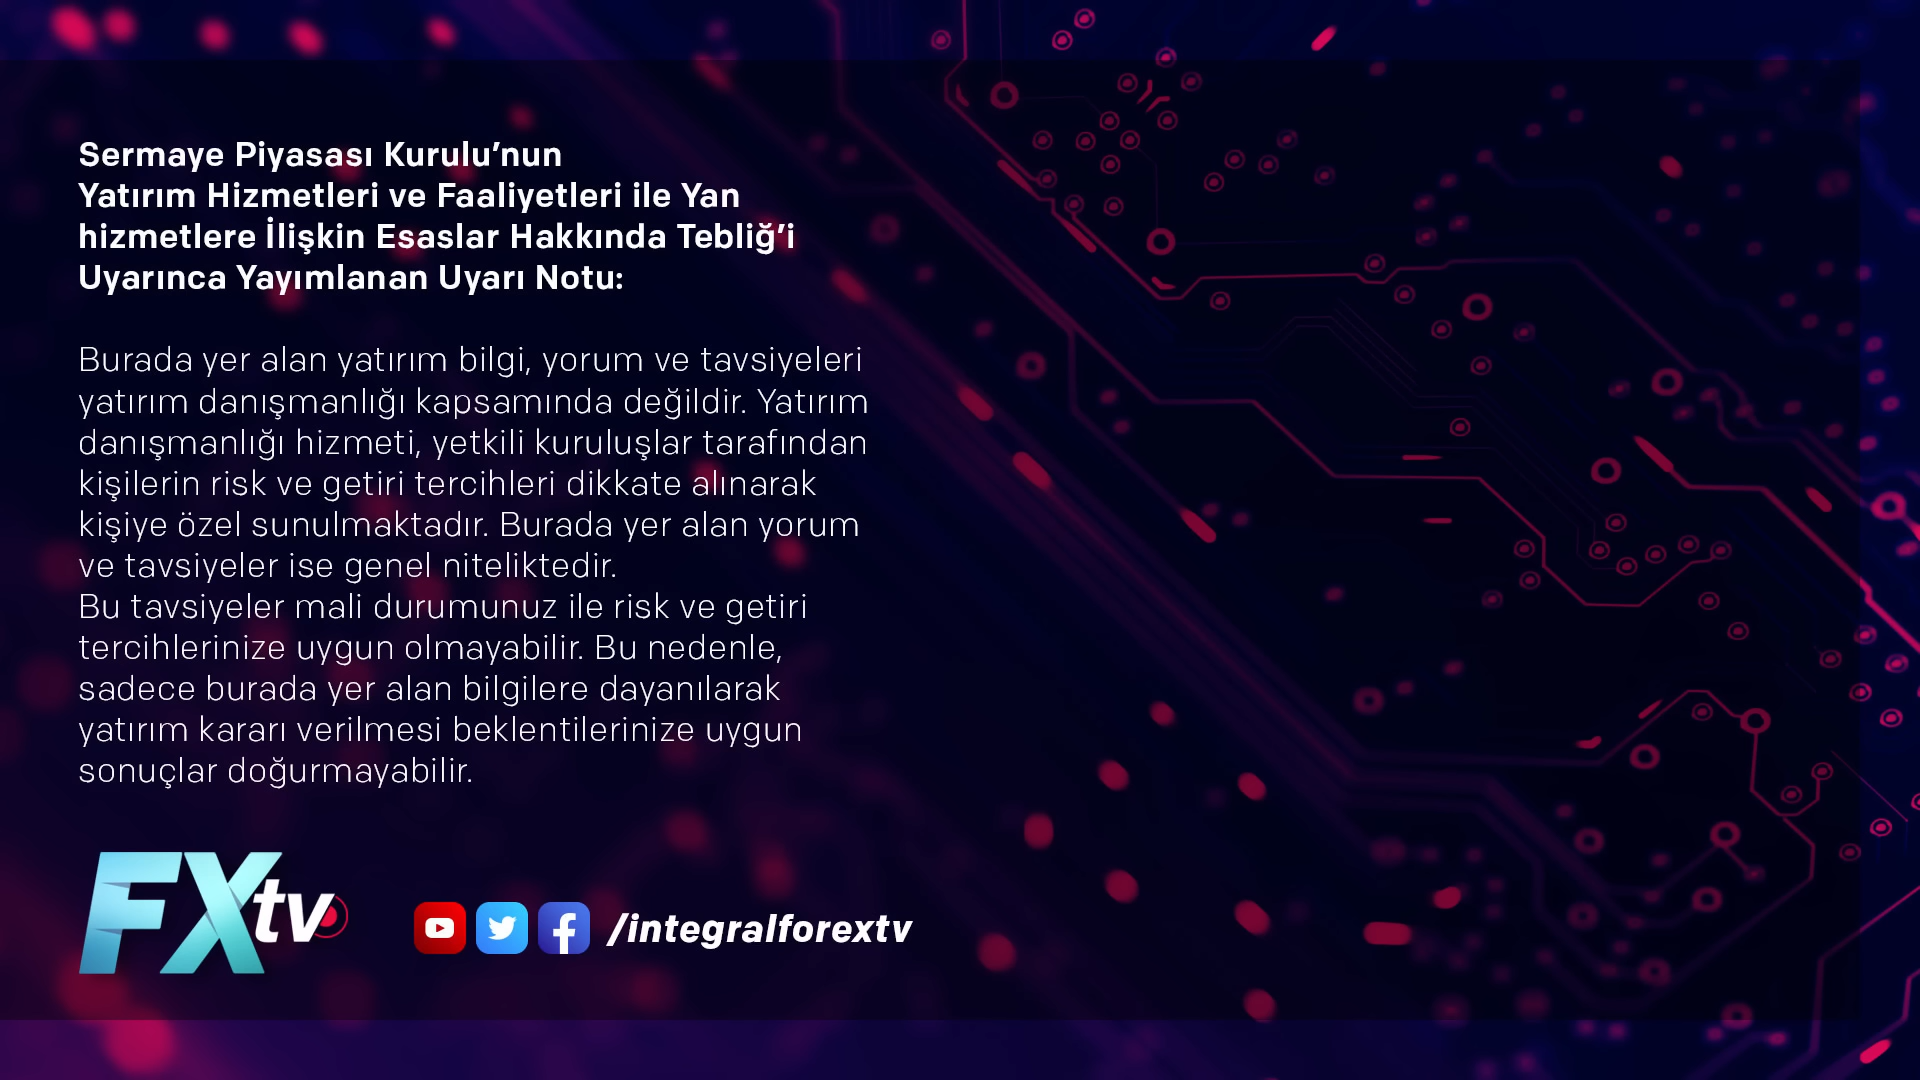 Sermaye Piyasası Kurulu’nun
Yatırım Hizmetleri ve Faaliyetleri ile Yan
hizmetlere İlişkin Esaslar Hakkında Tebliğ’i
Uyarınca Yayımlanan Uyarı Notu:
Burada yer alan yatırım bilgi, yorum ve tavsiyeleri
yatırım danışmanlığı kapsamında değildir. Yatırım
danışmanlığı hizmeti, yetkili kuruluşlar tarafından
kişilerin risk ve getiri tercihleri dikkate alınarak
kişiye özel sunulmaktadır. Burada yer alan yorum
ve tavsiyeler ise genel niteliktedir.
Bu tavsiyeler mali durumunuz ile risk ve getiri
tercihlerinize uygun olmayabilir. Bu nedenle,
sadece burada yer alan bilgilere dayanılarak
yatırım kararı verilmesi beklentilerinize uygun
sonuçlar doğurmayabilir.
FXtv
/integralforextv